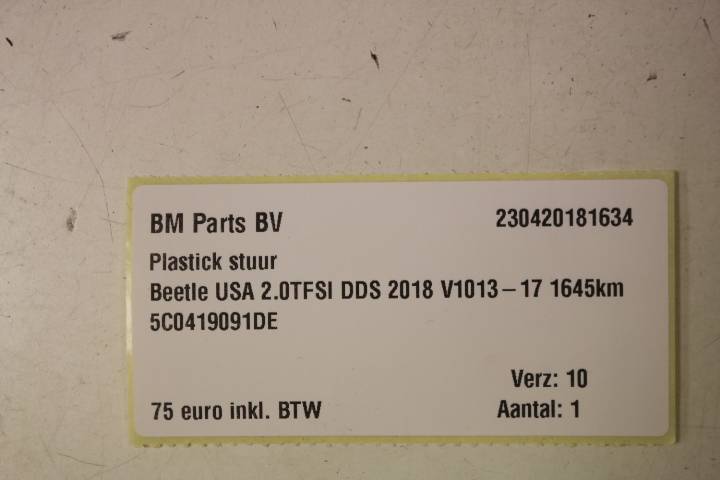 BM Parts BV 230420181634
Plastick stuur
Beetle USA 2.0TFSI DDS 2018 V1013-17 1645km
5C0419091DE
Verz: 10
75 euro inkl. BTW Aantal: 1